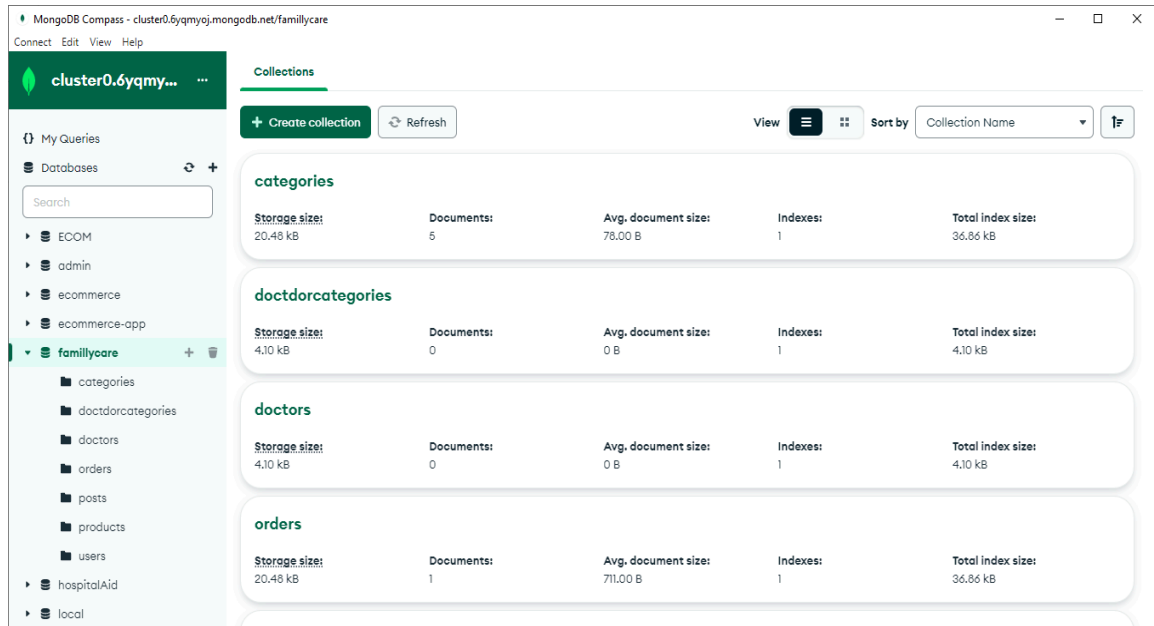 MongoDB Compass - cluster0.6yqmyoj.mongodb.net/famillycare
Connect Edit View Help
cluster0.6yqmy... ...
{} My Queries
Databases
Search
ECOM
admin
ecommerce
ecommerce-app
famillycare
categories
doctdorcategories
doctors
orders
posts
products
users
hospitalAid
local
Collections
+ Create collection Refresh View Sort by Collection Name
categories
Storage size: Documents: Avg. document size: Indexes: Total index size:
20.48 kB 5 78.00 B 1 36.86 kB
doctdorcategories
Storage size: Documents: Avg. document size: Indexes: Total index size:
4.10 kB 0 0 B 1 4.10 kB
doctors
Storage size: Documents: Avg. document size: Indexes: Total index size:
4.10 kB 0 0 B 1 4.10 kB
orders
Storage size: Documents: Avg. document size: Indexes: Total index size:
20.48 kB 1 711.00 B 1 36.86 kB